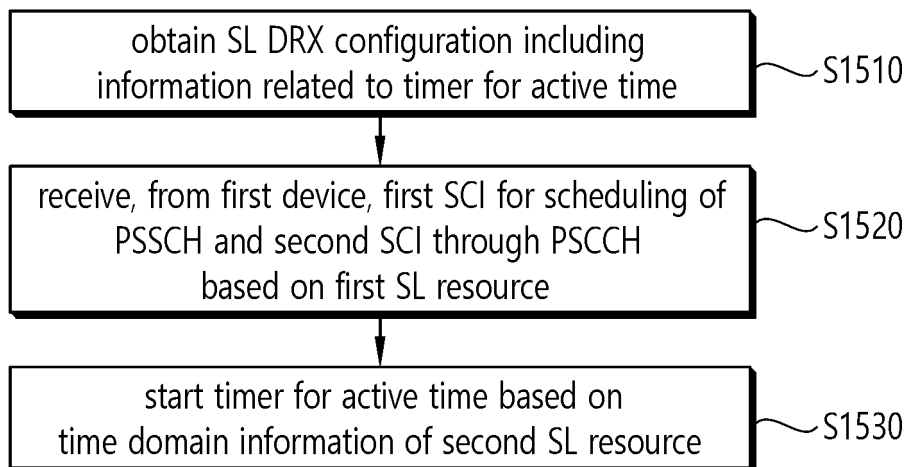 obtain SL DRX configuration including
information related to timer for active time
S1510
receive, from first device, first SCI for scheduling of
PSSCH and second SCI through PSCCH
based on first SL resource
S1520
start timer for active time based on
time domain information of second SL resource
S1530